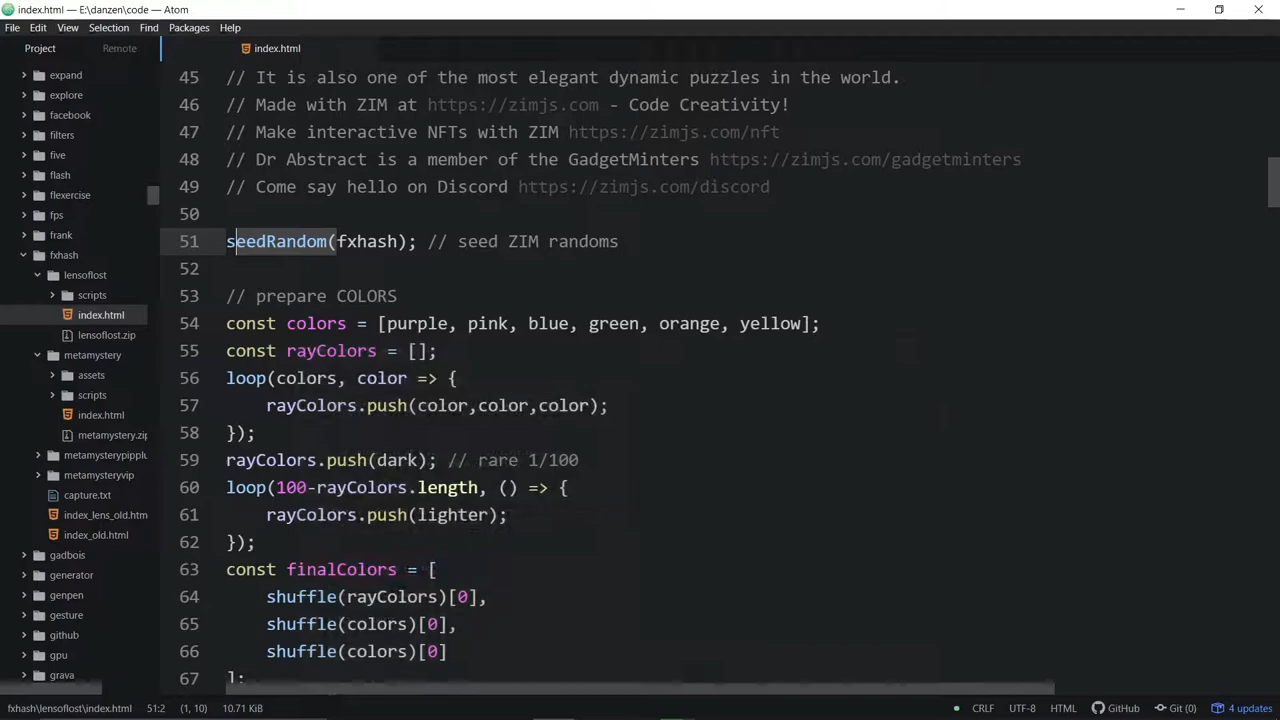 index.html — E:\danzen\code — Atom
File Edit View Selection Find Packages Help
Project Remote
index.html
expand
explore
facebook
filters
five
flash
flexercise
fps
frank
fxhash
lensoflost
scripts
index.html
lensoflost.zip
metamystery
assets
scripts
index.html
metamystery.zip
metamysterypipplu
metamysteryvip
capture.txt
index_lens_old.htm
index_old.html
gadbois
generator
genpen
gesture
github
gpu
grava
45 // It is also one of the most elegant dynamic puzzles in the world.
46 // Made with ZIM at https://zimjs.com - Code Creativity!
47 // Make interactive NFTs with ZIM https://zimjs.com/nft
48 // Dr Abstract is a member of the GadgetMinters https://zimjs.com/gadgetminters
49 // Come say hello on Discord https://zimjs.com/discord
50
51 seedRandom(fxhash); // seed ZIM randoms
52
53 // prepare COLORS
54 const colors = [purple, pink, blue, green, orange, yellow];
55 const rayColors = [];
56 loop(colors, color => {
57 rayColors.push(color,color,color);
58 });
59 rayColors.push(dark); // rare 1/100
60 loop(100-rayColors.length, () => {
61 rayColors.push(lighter);
62 });
63 const finalColors = [
64 shuffle(rayColors)[0],
65 shuffle(colors)[0],
66 shuffle(colors)[0]
67 ];
fxhash\lensoflost\index.html 51:2 (1, 10) 10.71 KiB CRLF UTF-8 HTML GitHub Git (0) 4 updates